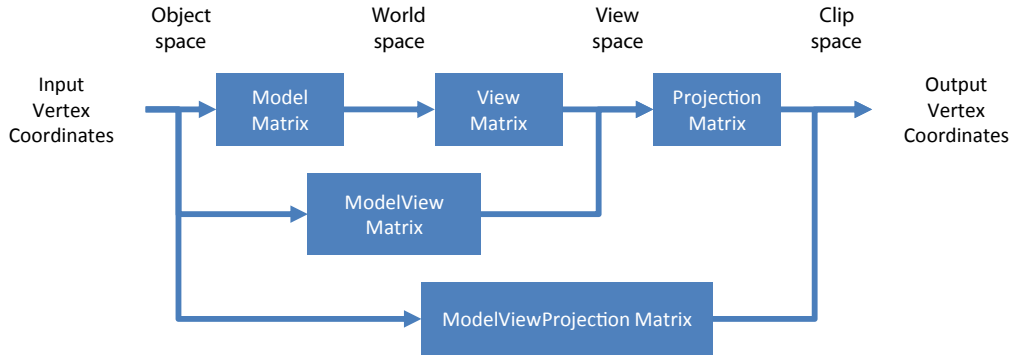 Object
space
World
space
View
space
Clip
space
Input
Vertex
Coordinates
Model
Matrix
View
Matrix
Projection
Matrix
Output
Vertex
Coordinates
ModelView
Matrix
ModelViewProjection Matrix